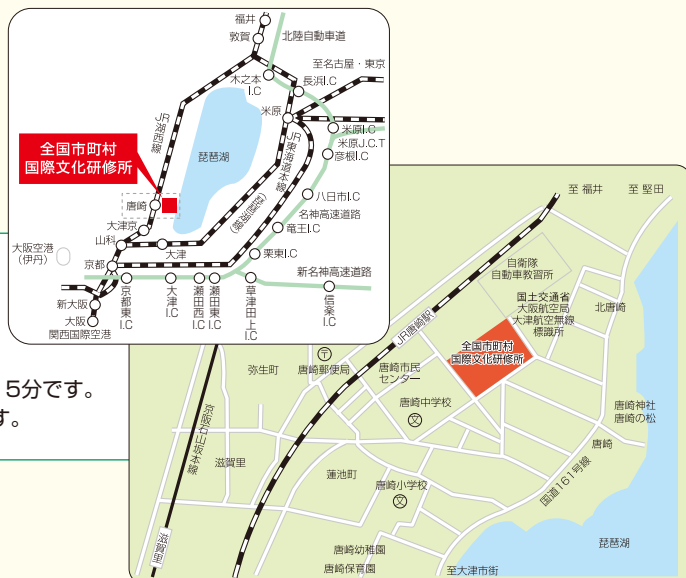 福井
敦賀
北陸自動車道
至名古屋・東京
木之本
I.C
長浜I.C
JR湖西線
米原
米原I.C
米原J.C.T
彦根I.C
全国市町村
国際文化研修所
琵琶湖
JR東海道本線
(琵琶湖線)
八日市I.C
名神高速道路
唐崎
大津京
竜王I.C
山科
大津
栗東I.C
大阪空港
(伊丹)
京都
新名神高速道路
京都東
I.C
大津
I.C
瀬田西
I.C
瀬田東
I.C
草津田上
I.C
信楽
I.C
新大阪
大阪
関西国際空港
5分です。
す。
至 福井
至 堅田
自衛隊
自動車教習所
国土交通省
大阪航空局
大津航空無線
標識所
北唐崎
JR唐崎駅
全国市町村
国際文化研修所
〒
唐崎郵便局
弥生町
唐崎市民
センター
唐崎中学校
文
唐崎神社
唐崎の松
唐崎
京阪石山坂本線
滋賀里
蓮池町
唐崎小学校
文
国道161号線
滋賀里
唐崎幼稚園
唐崎保育園
至大津市街
琵琶湖